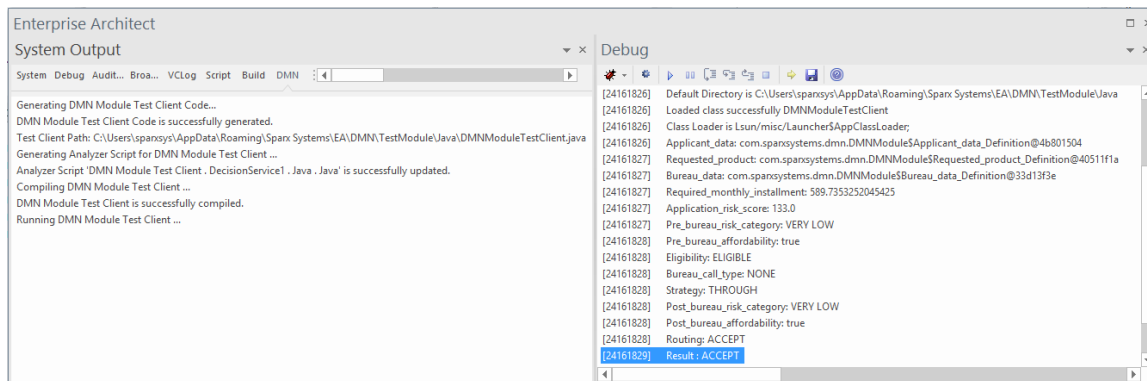 Enterprise Architect
System Output
System Debug Audit... Broa... VCLog Script Build DMN
Generating DMN Module Test Client Code...
DMN Module Test Client Code is successfully generated.
Test Client Path: C:\Users\sparxsys\AppData\Roaming\Sparx Systems\EA\DMN\TestModule\Java\DMNModuleTestClient.java
Generating Analyzer Script for DMN Module Test Client ...
Analyzer Script 'DMN Module Test Client . DecisionService1 . Java . Java' is successfully updated.
Compiling DMN Module Test Client ...
DMN Module Test Client is successfully compiled.
Running DMN Module Test Client ...
Debug
[24161826] Default Directory is C:\Users\sparxsys\AppData\Roaming\Sparx Systems\EA\DMN\TestModule\Java
[24161826] Loaded class successfully DMNModuleTestClient
[24161826] Class Loader is Lsun/misc/Launcher$AppClassLoader;
[24161826] Applicant_data: com.sparxsystems.dmn.DMNModule$Applicant_data_Definition@4b801504
[24161827] Requested_product: com.sparxsystems.dmn.DMNModule$Requested_product_Definition@40511f1a
[24161827] Bureau_data: com.sparxsystems.dmn.DMNModule$Bureau_data_Definition@33d13f3e
[24161827] Required_monthly_installment: 589.7353252045425
[24161827] Application_risk_score: 133.0
[24161827] Pre_bureau_risk_category: VERY LOW
[24161828] Pre_bureau_affordability: true
[24161828] Eligibility: ELIGIBLE
[24161828] Bureau_call_type: NONE
[24161828] Strategy: THROUGH
[24161828] Post_bureau_risk_category: VERY LOW
[24161828] Post_bureau_affordability: true
[24161828] Routing: ACCEPT
[24161829] Result : ACCEPT